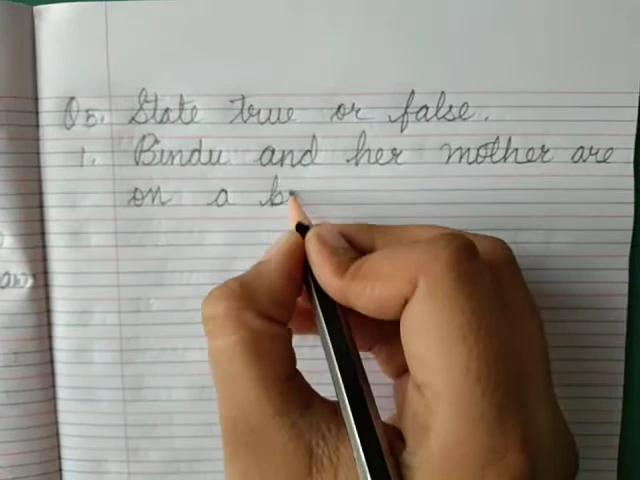 Q5. State true or false.
1. Bindu and her mother are
on a b